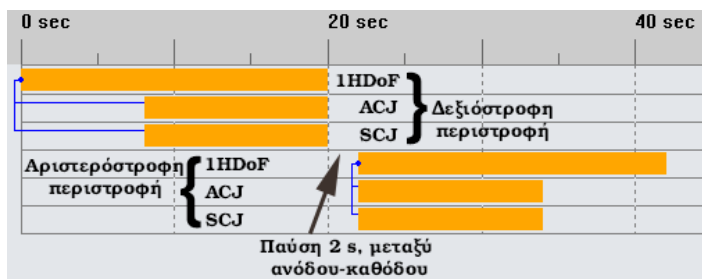 0 sec
20 sec
40 sec
1HDoF
ACJ
SCJ
Δεξιόστροφη
περιστροφή
Αριστερόστροφη
περιστροφή
1HDoF
ACJ
SCJ
Παύση 2 s, μεταξύ
ανόδου-καθόδου